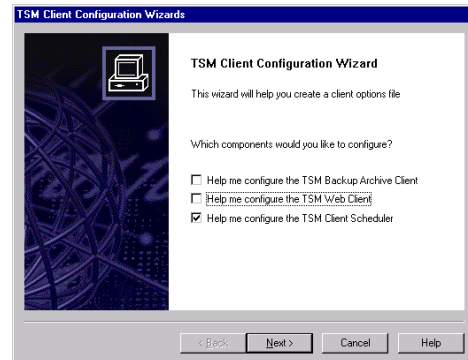 TSM Client Configuration Wizards
TSM Client Configuration Wizard
This wizard will help you create a client options file
Which components would you like to configure?
Help me configure the TSM Backup Archive Client
Help me configure the TSM Web Client
Help me configure the TSM Client Scheduler
< Back Next > Cancel Help